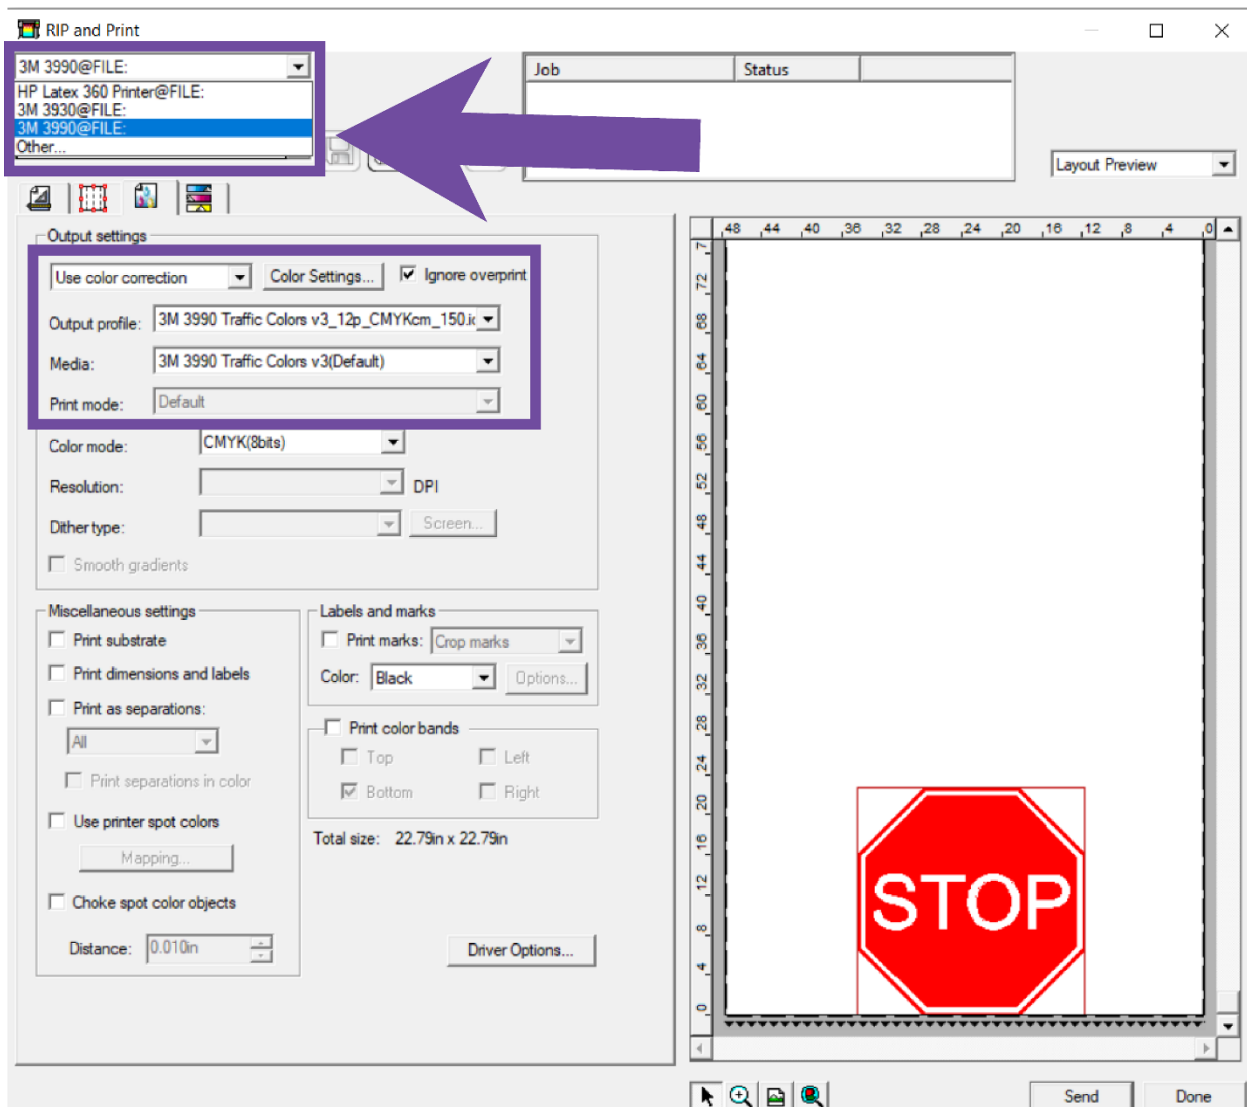 RIP and Print
3M 3990@FILE:
HP Latex 360 Printer@FILE:
3M 3930@FILE:
3M 3990@FILE:
Other...
Job Status
Layout Preview
Output settings
Use color correction Color Settings... Ignore overprint
Output profile: 3M 3990 Traffic Colors v3_12p_CMYKcm_150.ic
Media: 3M 3990 Traffic Colors v3(Default)
Print mode: Default
Color mode: CMYK(8bits)
Resolution: DPI
Dither type: Screen...
Smooth gradients
Miscellaneous settings
Print substrate
Print dimensions and labels
Print as separations:
All
Print separations in color
Use printer spot colors
Mapping...
Choke spot color objects
Distance: 0.010in
Labels and marks
Print marks: Crop marks
Color: Black Options...
Print color bands
Top Left
Bottom Right
Total size: 22.79in x 22.79in
Driver Options...
48 44 40 36 32 28 24 20 16 12 8 4 0
7
72
68
64
60
56
52
48
44
40
36
32
28
24
20
16
12
8
4
0
STOP
Send Done